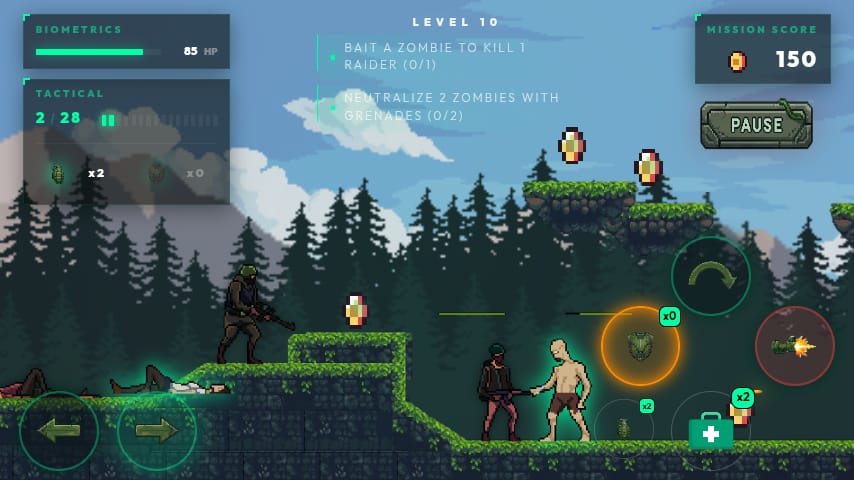 BIOMETRICS
85 HP
TACTICAL
2 / 28
x2
x0
LEVEL 10
BAIT A ZOMBIE TO KILL 1
RAIDER (0/1)
NEUTRALIZE 2 ZOMBIES WITH
GRENADES (0/2)
MISSION SCORE
150
PAUSE
x0
x2
x2